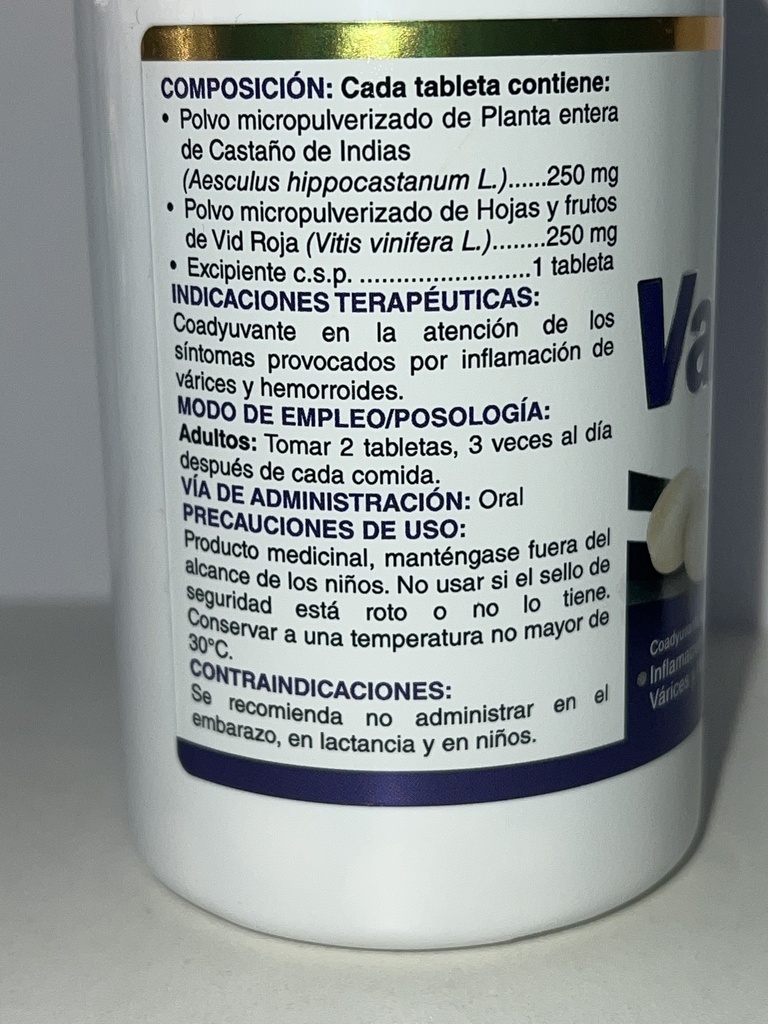 COMPOSICIÓN: Cada tableta contiene:
• Polvo micropulverizado de Planta entera
de Castaño de Indias
(Aesculus hippocastanum L.)......250 mg
• Polvo micropulverizado de Hojas y frutos
de Vid Roja (Vitis vinifera L.)........250 mg
• Excipiente c.s.p. ........................1 tableta
INDICACIONES TERAPÉUTICAS:
Coadyuvante en la atención de los
síntomas provocados por inflamación de
várices y hemorroides.
MODO DE EMPLEO/POSOLOGÍA:
Adultos: Tomar 2 tabletas, 3 veces al día
después de cada comida.
VÍA DE ADMINISTRACIÓN: Oral
PRECAUCIONES DE USO:
Producto medicinal, manténgase fuera del
alcance de los niños. No usar si el sello de
seguridad está roto o no lo tiene.
Conservar a una temperatura no mayor de
30°C.
CONTRAINDICACIONES:
Se recomienda no administrar en el
embarazo, en lactancia y en niños.
Va
Várices